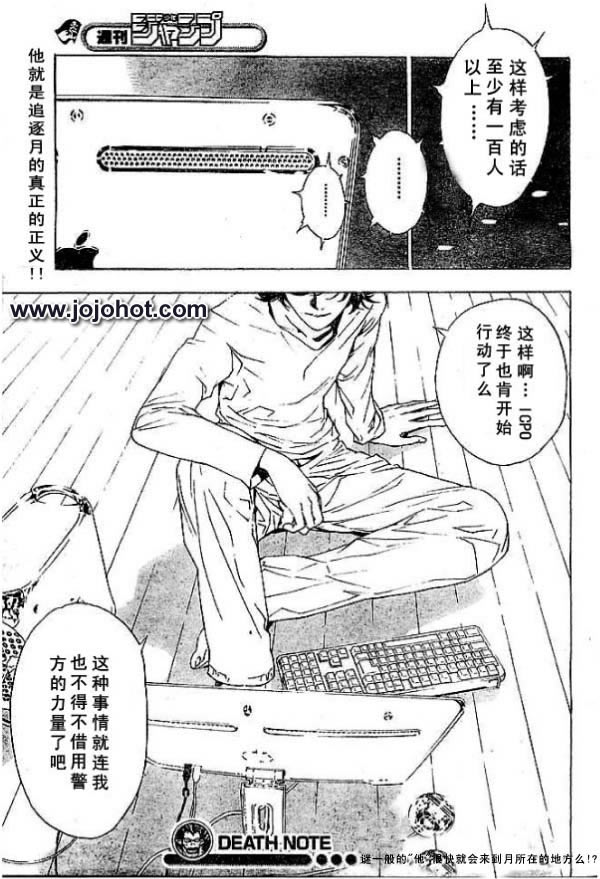 週刊
少年
ジャンプ
他就是追逐月的真正的正义!!
这样考虑的话
至少有一百人
以上……
……
……
www.jojohot.com
这样啊… ICPO
终于也肯开始
行动了么
这种事情就连我
也不得不借用警
方的力量了吧
DEATH NOTE
谜一般的“他”很快就会来到月所在的地方么!?